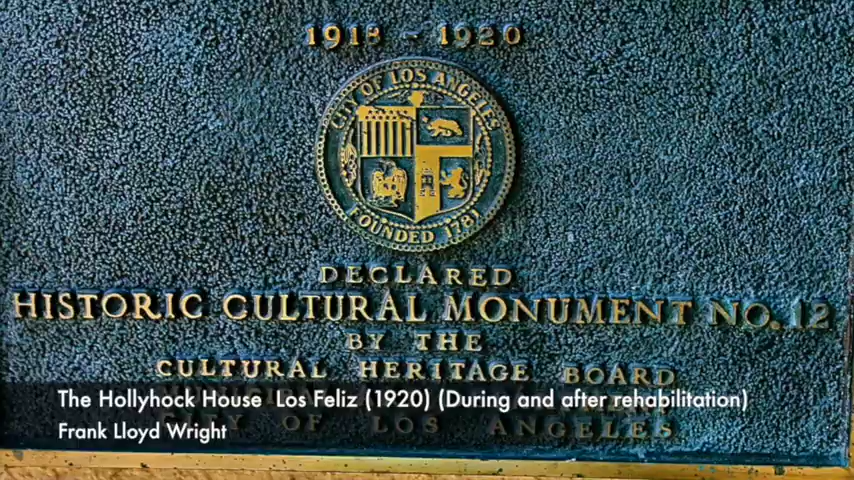 1918 - 1920
CITY OF LOS ANGELES
FOUNDED 1781
DECLARED
HISTORIC CULTURAL MONUMENT NO. 12
BY THE
CULTURAL HERITAGE BOARD
The Hollyhock House Los Feliz (1920) (During and after rehabilitation)
Frank Lloyd Wright
OF LOS ANGELES